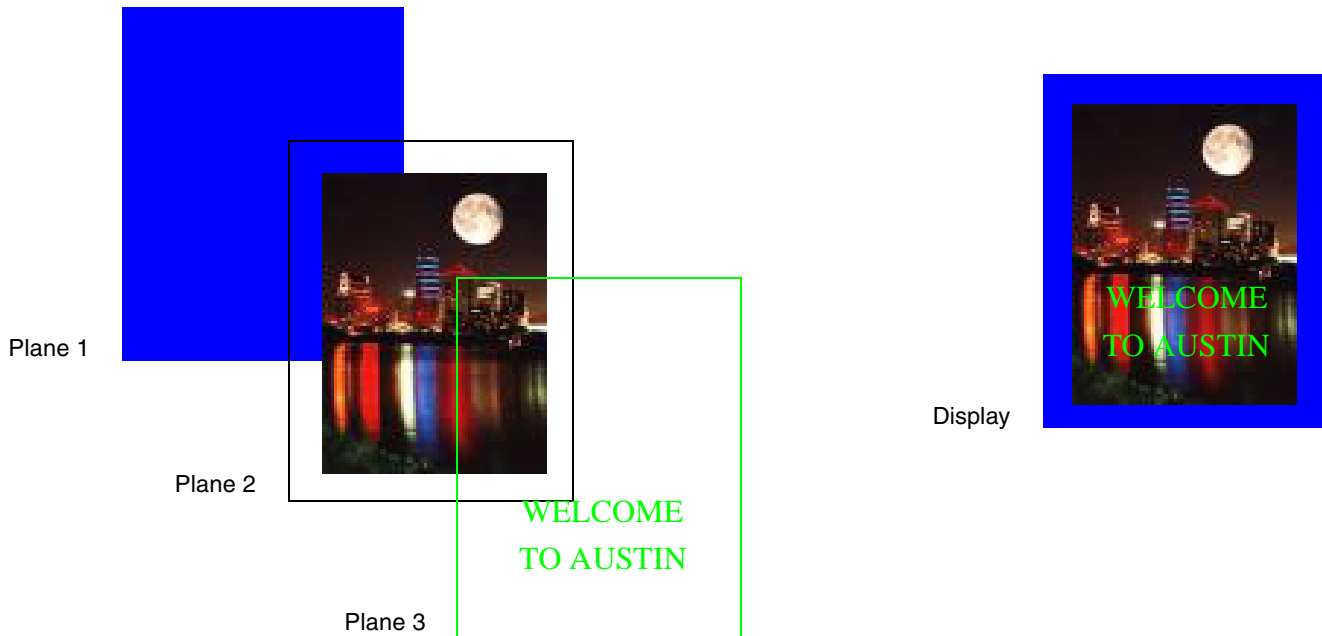 Plane 1
Plane 2
WELCOME
TO AUSTIN
Plane 3
WELCOME
TO AUSTIN
Display